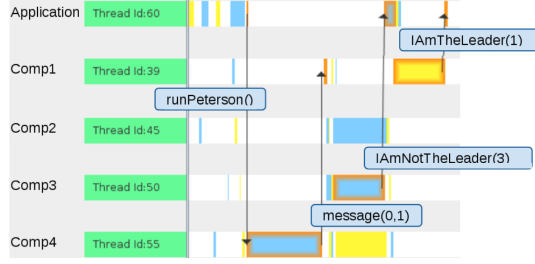 Application Thread Id:60
IAmTheLeader(1)
Comp1 Thread Id:39
runPeterson()
Comp2 Thread Id:45
IAmNotTheLeader(3)
Comp3 Thread Id:50
message(0,1)
Comp4 Thread Id:55